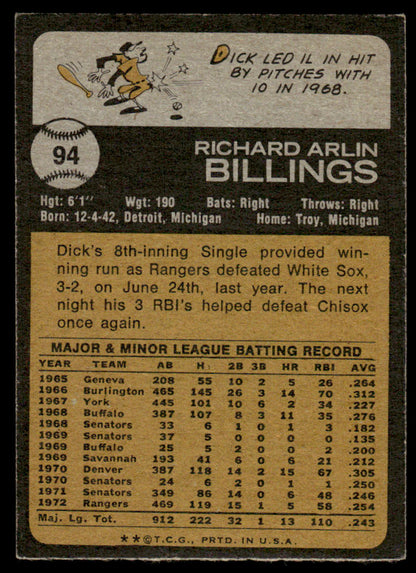 DICK LED IL IN HIT
BY PITCHES WITH
10 IN 1968.
94
RICHARD ARLIN
BILLINGS
Hgt: 6'1" Wgt: 190 Bats: Right Throws: Right
Born: 12-4-42, Detroit, Michigan Home: Troy, Michigan
Dick's 8th-inning Single provided win-
ning run as Rangers defeated White Sox,
3-2, on June 24th, last year. The next
night his 3 RBI's helped defeat Chisox
once again.
MAJOR & MINOR LEAGUE BATTING RECORD
YEAR TEAM AB H 2B 3B HR RBI AVG
1965 Geneva 208 55 10 2 5 26 .264
1966 Burlington 465 145 26 3 14 70 .312
1967 York 445 101 10 6 2 34 .227
1968 Buffalo 387 107 8 3 11 35 .276
1968 Senators 33 6 1 0 1 3 .182
1969 Senators 37 5 0 0 0 0 .135
1969 Buffalo 25 5 2 0 0 2 .200
1969 Savannah 193 41 6 0 6 21 .212
1970 Denver 387 118 14 2 15 67 .305
1970 Senators 24 6 2 0 1 1 .250
1971 Senators 349 86 14 0 6 48 .246
1972 Rangers 469 119 15 1 5 58 .254
Maj. Lg. Tot. 912 222 32 1 13 110 .243
**©T.C.G., PRTD. IN U.S.A.